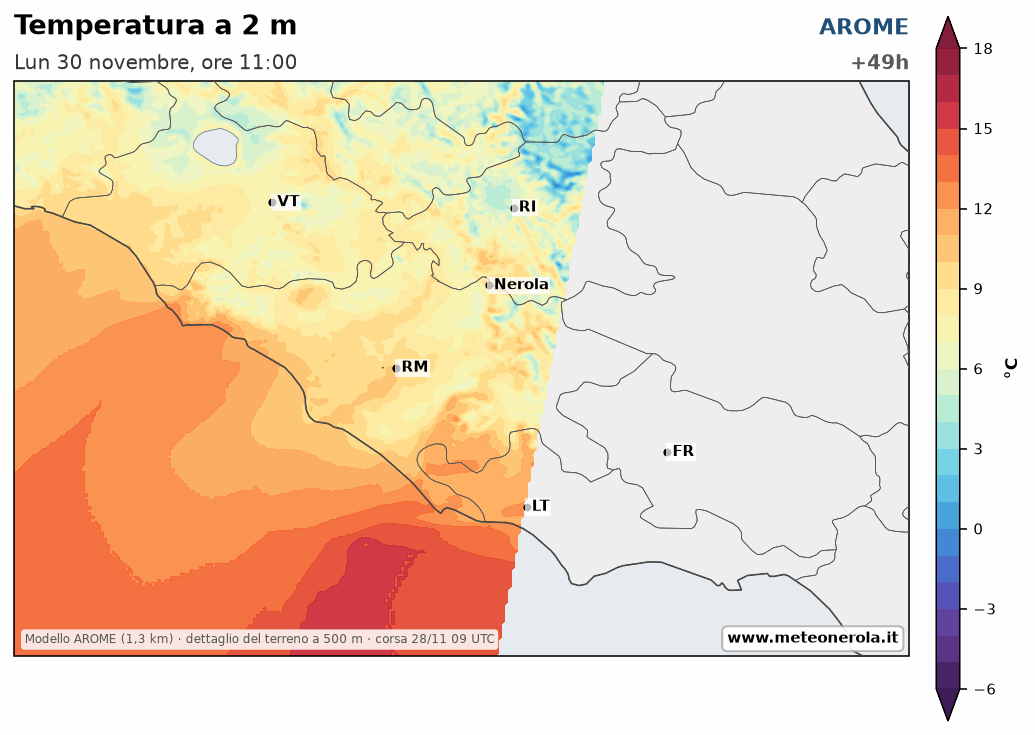 Temperatura a 2 m
AROME
Lun 30 novembre, ore 11:00
+49h
VT
RI
Nerola
RM
FR
LT
18
15
12
9
6
3
0
−3
−6
°C
Modello AROME (1,3 km) · dettaglio del terreno a 500 m · corsa 28/11 09 UTC
www.meteonerola.it